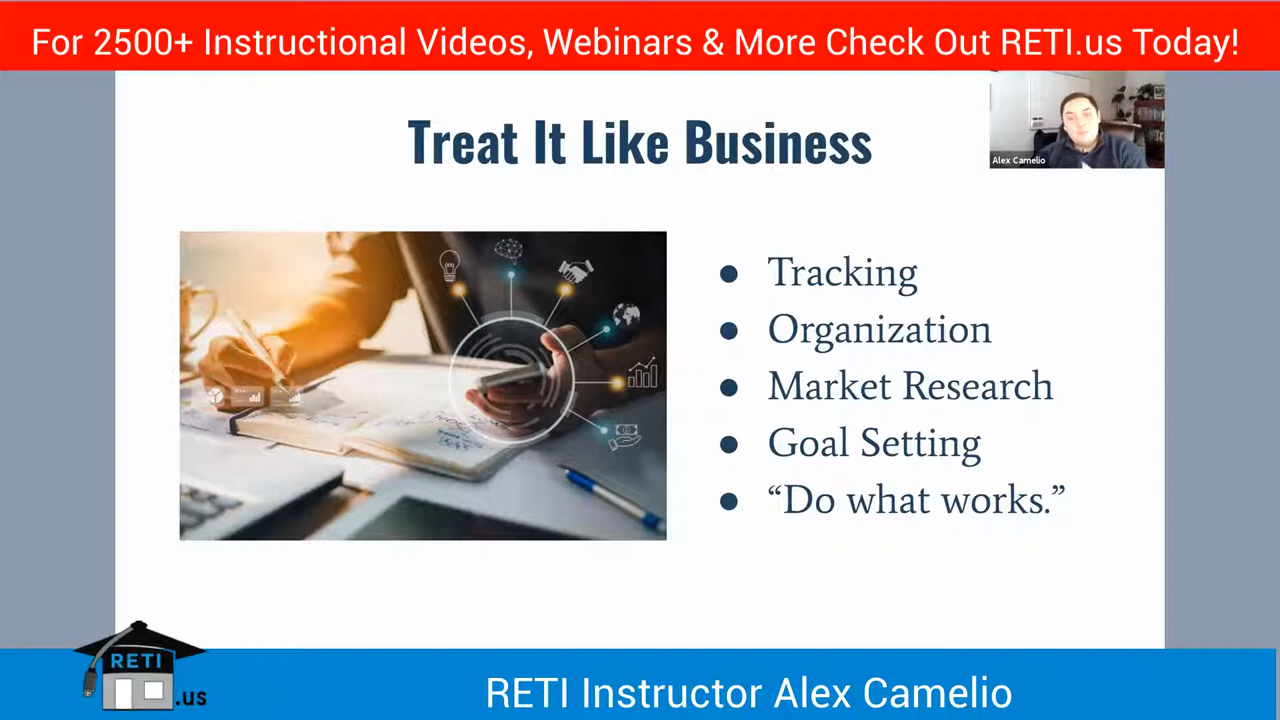 For 2500+ Instructional Videos, Webinars & More Check Out RETI.us Today!
Treat It Like Business
Alex Camelio
● Tracking
● Organization
● Market Research
● Goal Setting
● “Do what works.”
RETI
.us
RETI Instructor Alex Camelio